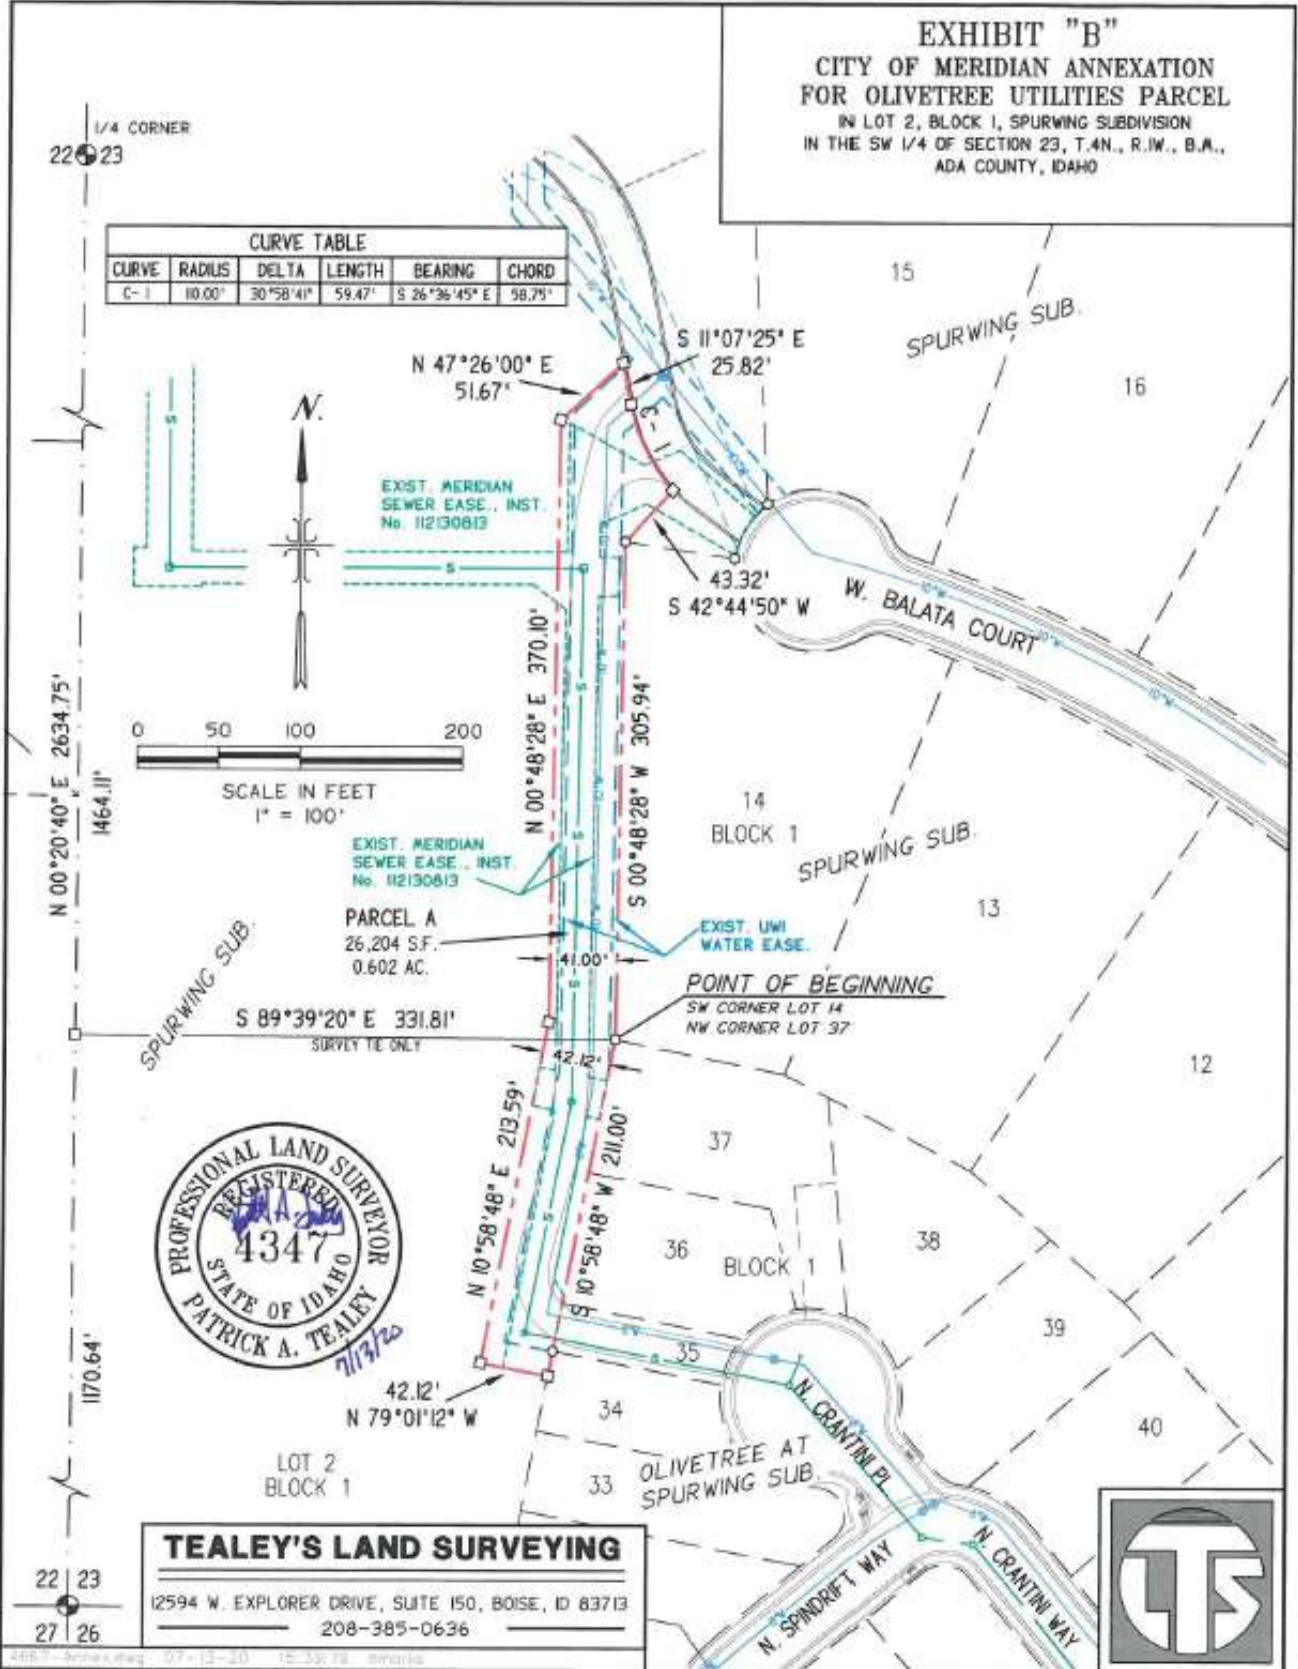 EXHIBIT "B"
CITY OF MERIDIAN ANNEXATION
FOR OLIVETREE UTILITIES PARCEL
IN LOT 2, BLOCK 1, SPURWING SUBDIVISION
IN THE SW 1/4 OF SECTION 23, T.4N., R.1W., B.M.,
ADA COUNTY, IDAHO
1/4 CORNER
22 23
CURVE TABLE
CURVE RADIUS DELTA LENGTH BEARING CHORD
C-1 110.00' 30°58'41" 59.47' S 26°36'45" E 58.75'
15
SPURWING SUB.
16
S 11°07'25" E
25.82'
N 47°26'00" E
51.67'
C-1
10"W
N.
EXIST. MERIDIAN
SEWER EASE., INST.
No. 112130813
S
S
43.32'
S 42°44'50" W
W. BALATA COURT
10"W
10"W
10"W
N 00°48'28" E 370.10'
S 00°48'28" W 305.94'
N 00°20'40" E 2634.75'
1464.11'
0 50 100 200
SCALE IN FEET
1" = 100'
14
BLOCK 1
SPURWING SUB.
13
EXIST. MERIDIAN
SEWER EASE., INST.
No. 112130813
PARCEL A
26,204 S.F.
0.602 AC.
41.00'
EXIST. UWI
WATER EASE.
POINT OF BEGINNING
SW CORNER LOT 14
NW CORNER LOT 37
SPURWING SUB.
S 89°39'20" E 331.81'
SURVEY TIE ONLY
42.12'
12
N 10°58'48" E 213.59'
S 10°58'48" W 211.00'
37
36
BLOCK 1
38
39
40
35
34
33
PROFESSIONAL LAND SURVEYOR
REGISTERED
4347
STATE OF IDAHO
PATRICK A. TEALEY
7/13/20
1170.64'
42.12'
N 79°01'12" W
LOT 2
BLOCK 1
OLIVETREE AT
SPURWING SUB.
N. CRANTINI PL.
N. SPINDRIFT WAY
N. CRANTINI WAY
TEALEY'S LAND SURVEYING
12594 W. EXPLORER DRIVE, SUITE 150, BOISE, ID 83713
208-385-0636
22 23
27 26
TLS